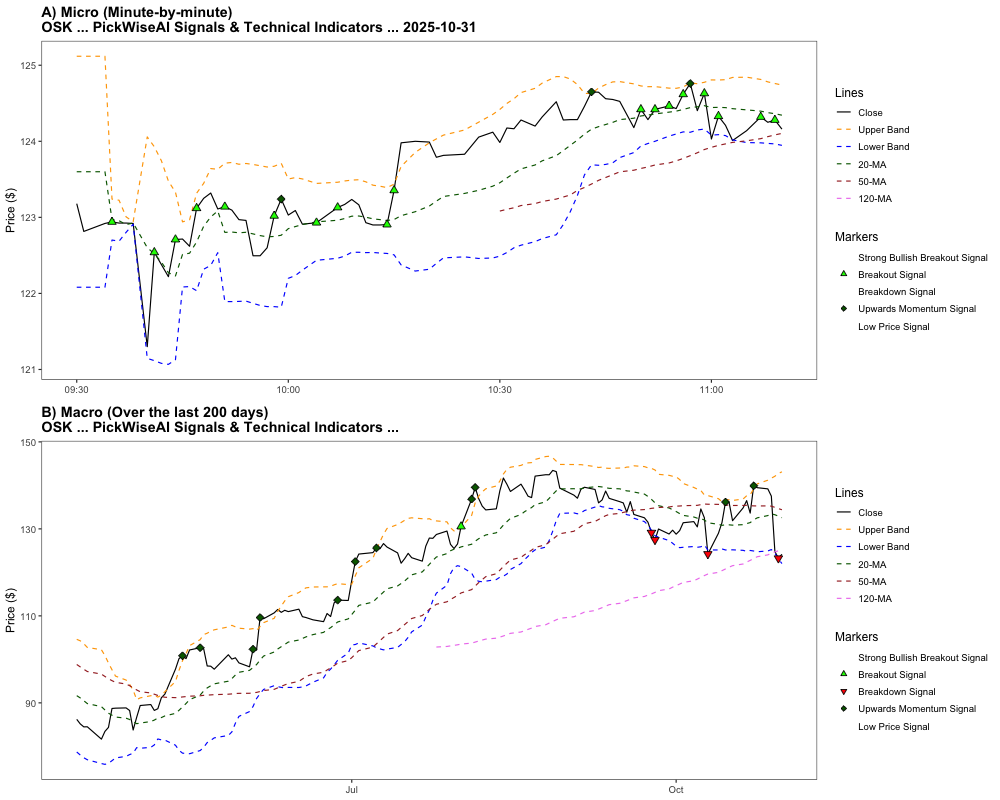 A) Micro (Minute-by-minute)
OSK ... PickWiseAI Signals & Technical Indicators ... 2025-10-31
Price ($)
125
124
123
122
121
09:30
10:00
10:30
11:00
Lines
Close
Upper Band
Lower Band
20-MA
50-MA
120-MA
Markers
Strong Bullish Breakout Signal
Breakout Signal
Breakdown Signal
Upwards Momentum Signal
Low Price Signal
B) Macro (Over the last 200 days)
OSK ... PickWiseAI Signals & Technical Indicators ...
Price ($)
150
130
110
90
Jul
Oct
Lines
Close
Upper Band
Lower Band
20-MA
50-MA
120-MA
Markers
Strong Bullish Breakout Signal
Breakout Signal
Breakdown Signal
Upwards Momentum Signal
Low Price Signal